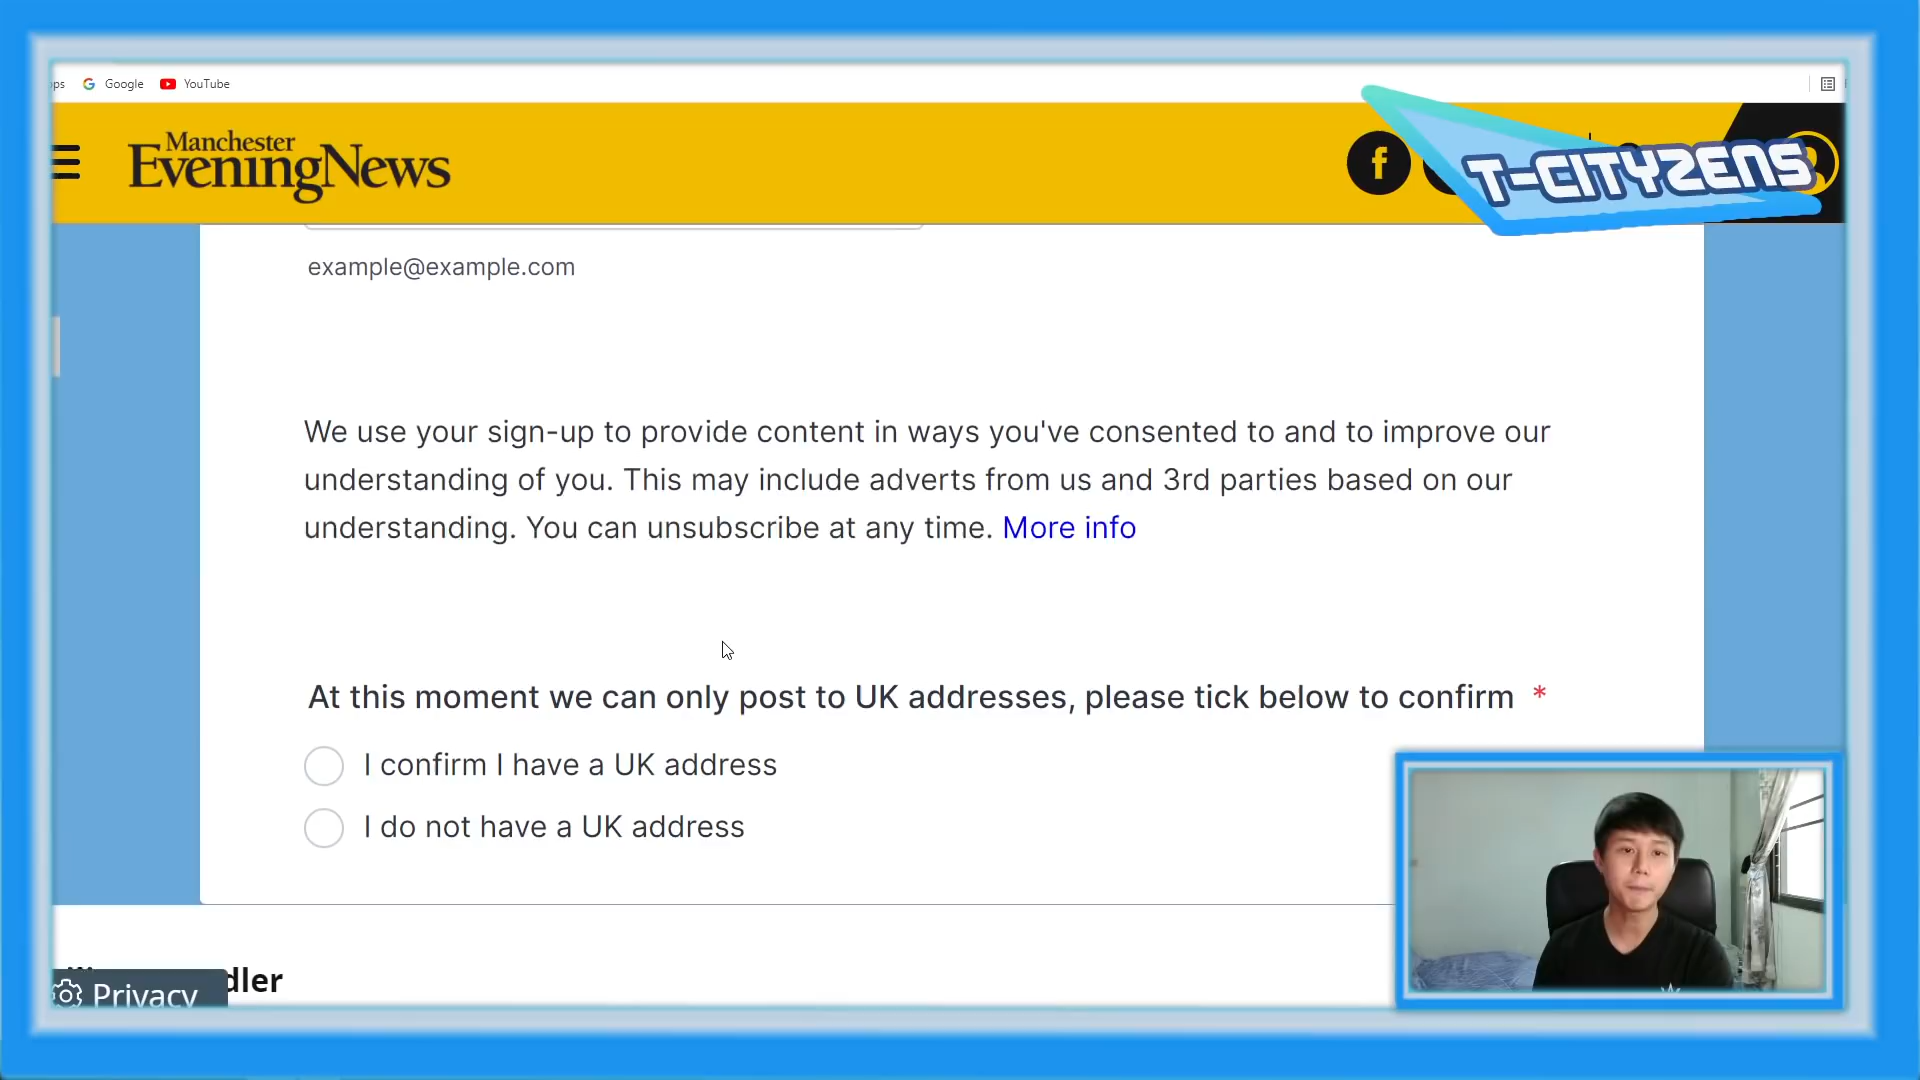 Google
YouTube
Manchester
EveningNews
f
T-CITYZENS
example@example.com
We use your sign-up to provide content in ways you've consented to and to improve our
understanding of you. This may include adverts from us and 3rd parties based on our
understanding. You can unsubscribe at any time. More info
At this moment we can only post to UK addresses, please tick below to confirm *
I confirm I have a UK address
I do not have a UK address
Privacy